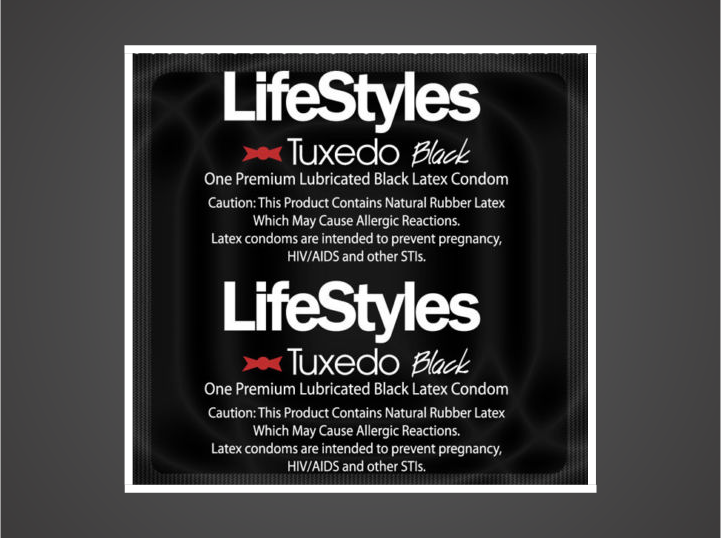 LifeStyles
Tuxedo Black
One Premium Lubricated Black Latex Condom
Caution: This Product Contains Natural Rubber Latex
Which May Cause Allergic Reactions.
Latex condoms are intended to prevent pregnancy,
HIV/AIDS and other STIs.
LifeStyles
Tuxedo Black
One Premium Lubricated Black Latex Condom
Caution: This Product Contains Natural Rubber Latex
Which May Cause Allergic Reactions.
Latex condoms are intended to prevent pregnancy,
HIV/AIDS and other STIs.